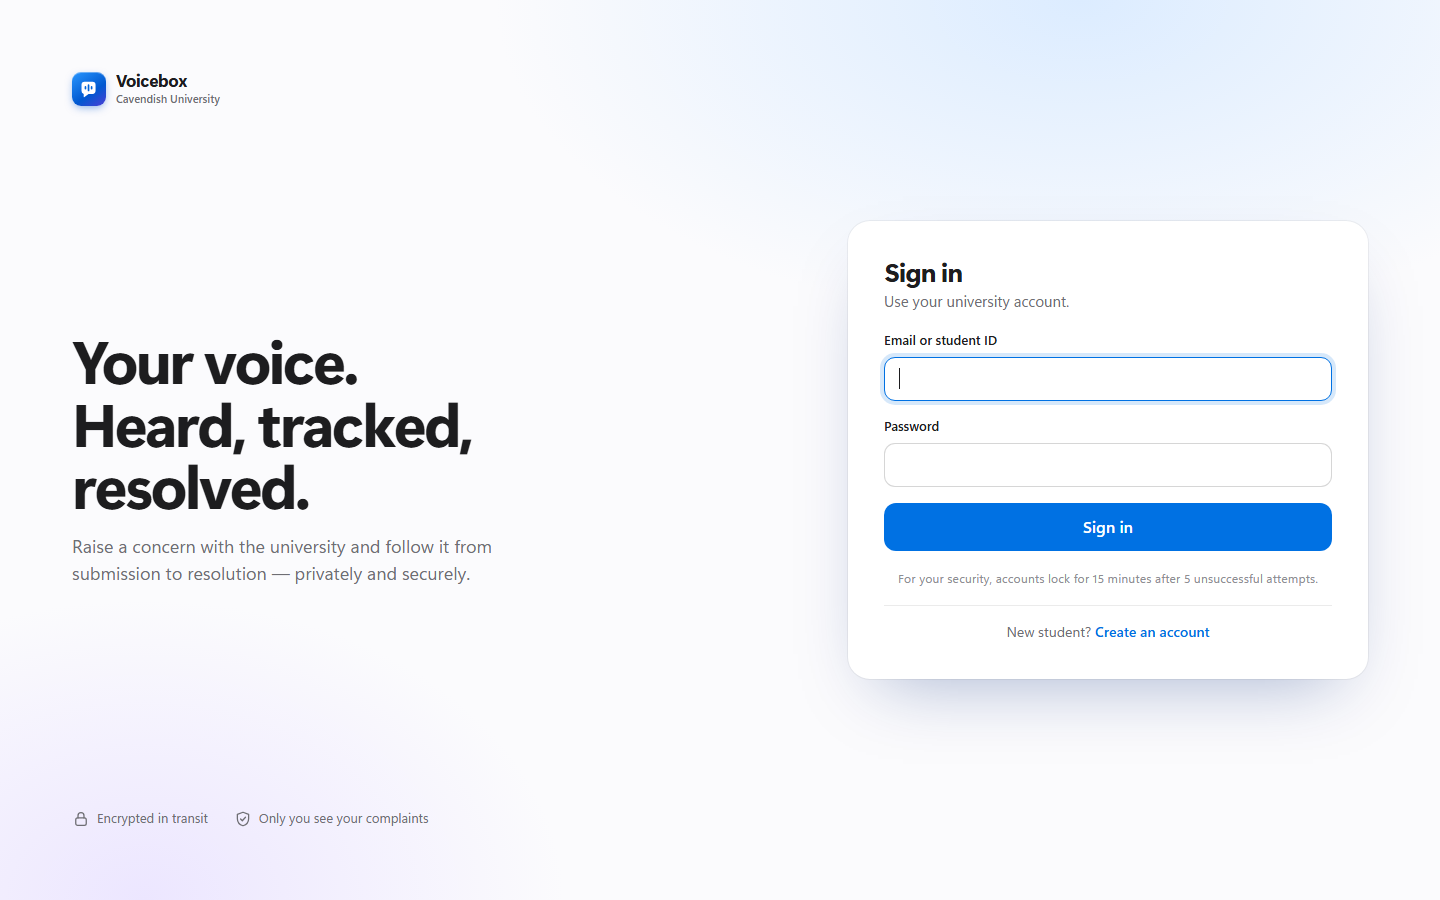 Voicebox
Cavendish University
Your voice.
Heard, tracked,
resolved.
Raise a concern with the university and follow it from
submission to resolution — privately and securely.
Encrypted in transit
Only you see your complaints
Sign in
Use your university account.
Email or student ID
Password
Sign in
For your security, accounts lock for 15 minutes after 5 unsuccessful attempts.
New student? Create an account